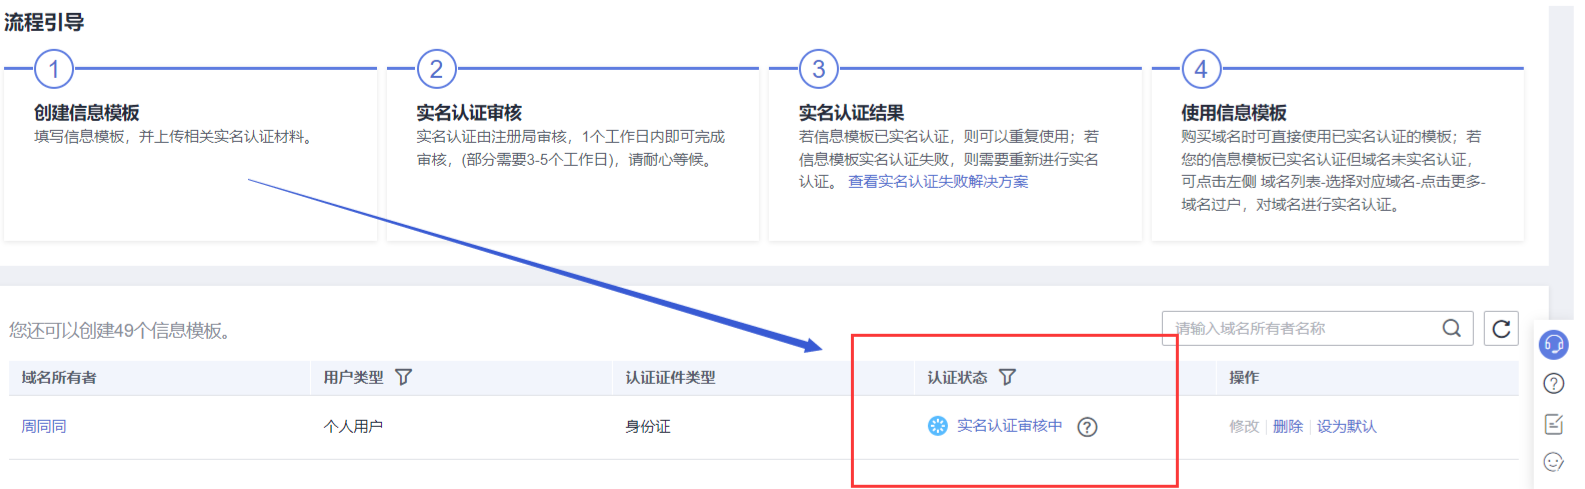 流程引导
1
创建信息模板
填写信息模板，并上传相关实名认证材料。
2
实名认证审核
实名认证由注册局审核，1个工作日内即可完成
审核，(部分需要3-5个工作日)，请耐心等候。
3
实名认证结果
若信息模板已实名认证，则可以重复使用；若
信息模板实名认证失败，则需要重新进行实名
认证。 查看实名认证失败解决方案
4
使用信息模板
购买域名时可直接使用已实名认证的模板；若
您的信息模板已实名认证但域名未实名认证，
可点击左侧 域名列表-选择对应域名-点击更多-
域名过户，对域名进行实名认证。
您还可以创建49个信息模板。
请输入域名所有者名称
域名所有者 用户类型 认证证件类型 认证状态 操作
周同同 个人用户 身份证 实名认证审核中 修改 删除 设为默认